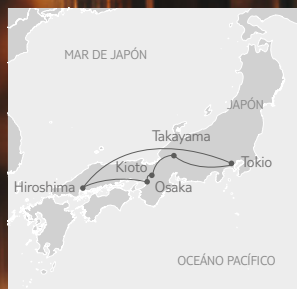 MAR DE JAPÓN
JAPÓN
Takayama
Kioto
Tokio
Hiroshima
Osaka
OCEÁNO PACÍFICO